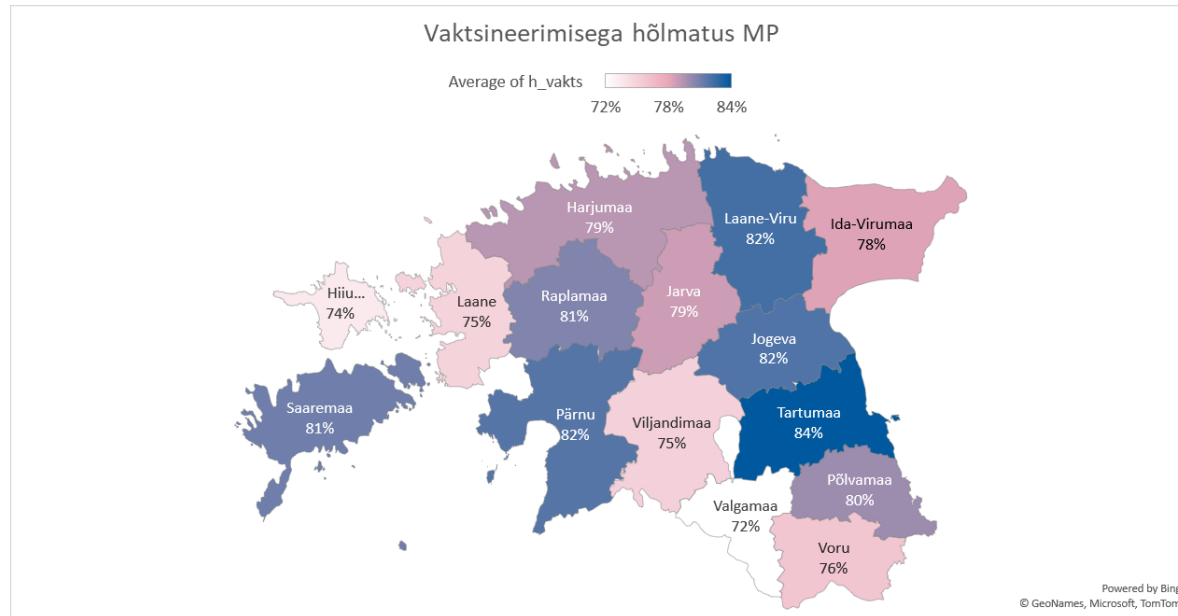 Vaktsineerimisega hõlmatus MP
Average of h_vakts
72% 78% 84%
Harjumaa
79%
Laane-Viru
82%
Ida-Virumaa
78%
Hiiu...
74%
Laane
75%
Raplamaa
81%
Jarva
79%
Jogeva
82%
Saaremaa
81%
Pärnu
82%
Viljandimaa
75%
Tartumaa
84%
Valgamaa
72%
Põlvamaa
80%
Voru
76%
Powered by Bing
© GeoNames, Microsoft, TomTom